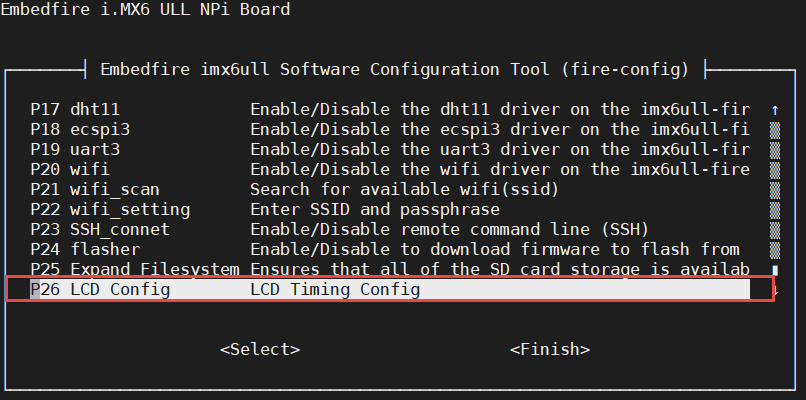 Embedfire i.MX6 ULL NPi Board
Embedfire imx6ull Software Configuration Tool (fire-config)
P17 dht11 Enable/Disable the dht11 driver on the imx6ull-fir ↑
P18 ecspi3 Enable/Disable the ecspi3 driver on the imx6ull-fi
P19 uart3 Enable/Disable the uart3 driver on the imx6ull-fir
P20 wifi Enable/Disable the wifi driver on the imx6ull-fire
P21 wifi_scan Search for available wifi(ssid)
P22 wifi_setting Enter SSID and passphrase
P23 SSH_connet Enable/Disable remote command line (SSH)
P24 flasher Enable/Disable to download firmware to flash from
P25 Expand Filesystem Ensures that all of the SD card storage is availab
P26 LCD Config LCD Timing Config ↓
<Select> <Finish>